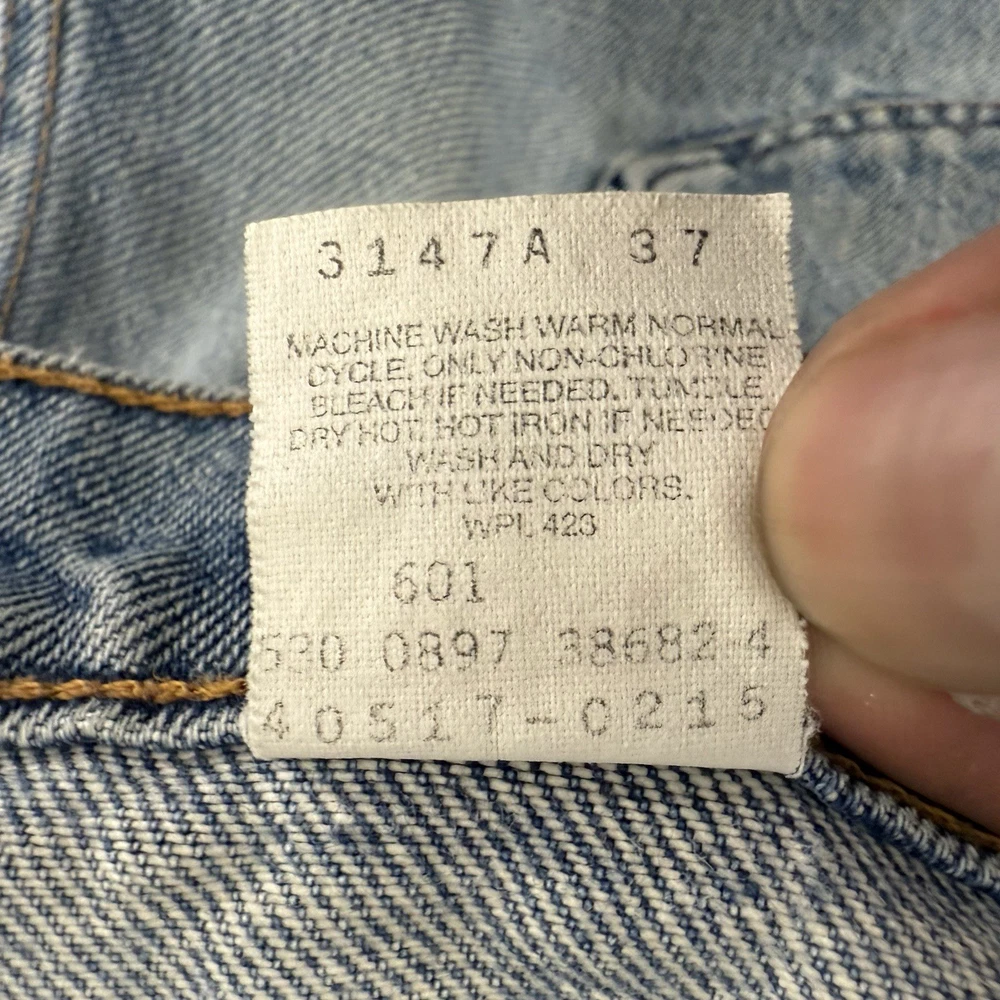 3147A 37
MACHINE WASH WARM NORMAL
CYCLE, ONLY NON-CHLORINE
BLEACH IF NEEDED. TUMBLE
DRY HOT, HOT IRON IF NEEDED
WASH AND DRY
WITH LIKE COLORS.
WPL 423
601
530 0897 38682 4
40517-0215